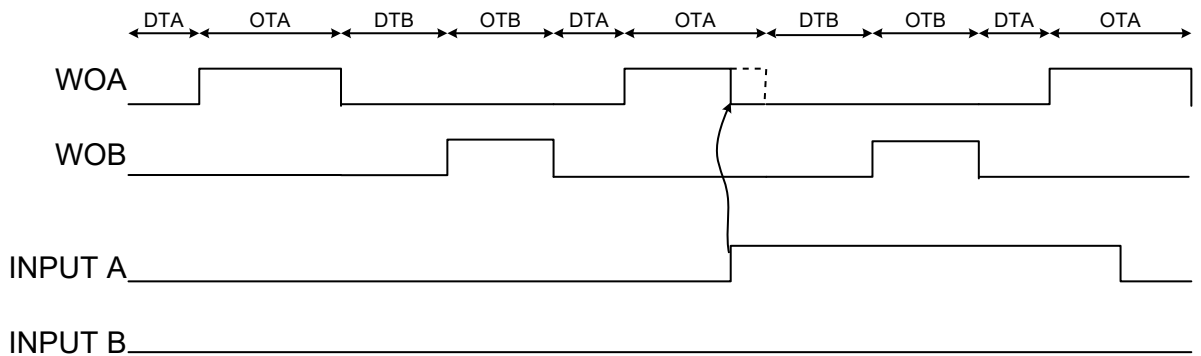 DTA OTA DTB OTB DTA OTA DTB OTB DTA OTA
WOA
WOB
INPUT A
INPUT B